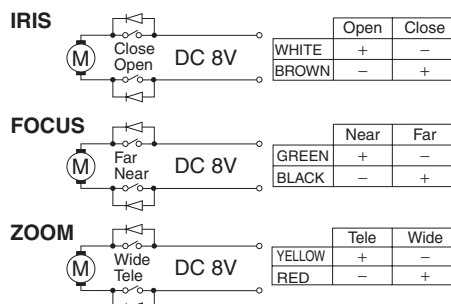 IRIS
Open Close
Close
M DC 8V WHITE + −
Open
BROWN − +
FOCUS
Near Far
Far
M DC 8V GREEN + −
Near
BLACK − +
ZOOM
Tele Wide
Wide
M DC 8V YELLOW + −
Tele
RED − +